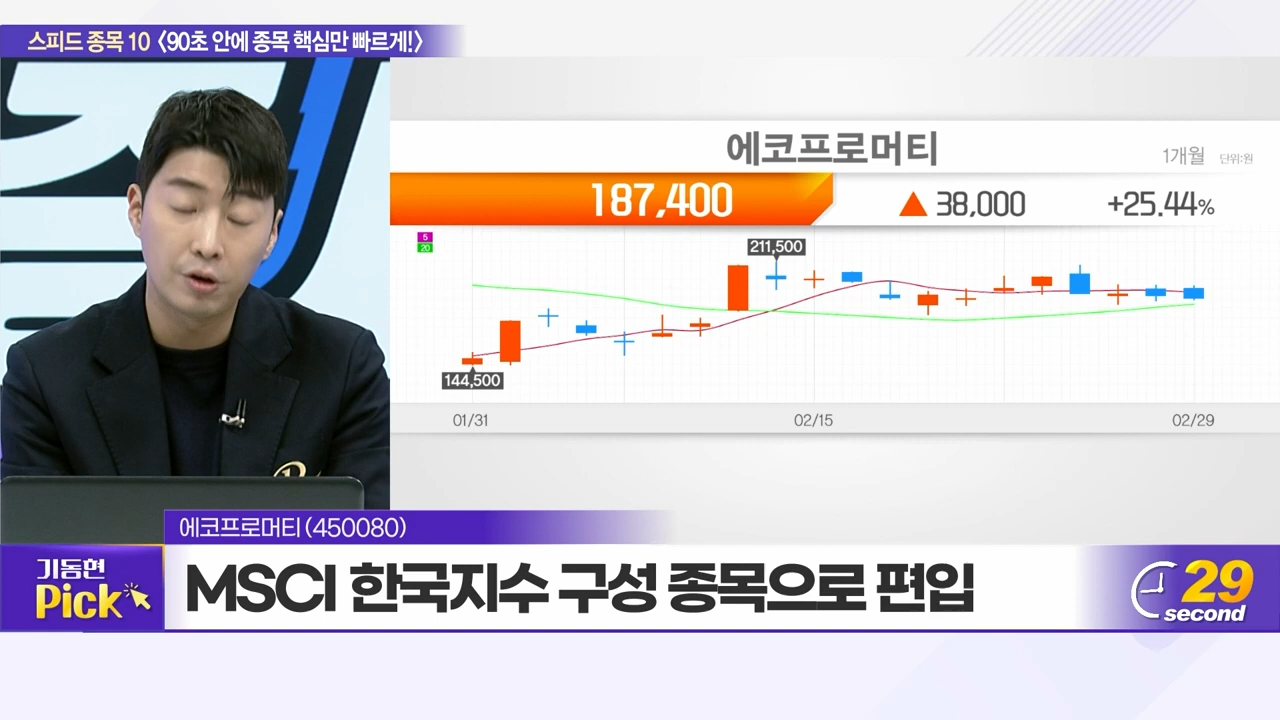 스피드 종목 10 〈90초 안에 종목 핵심만 빠르게!〉
에코프로머티
1개월 단위:원
187,400 ▲ 38,000 +25.44%
5
20
211,500
144,500
01/31 02/15 02/29
에코프로머티(450080)
기동현
Pick
MSCI 한국지수 구성 종목으로 편입
29
second